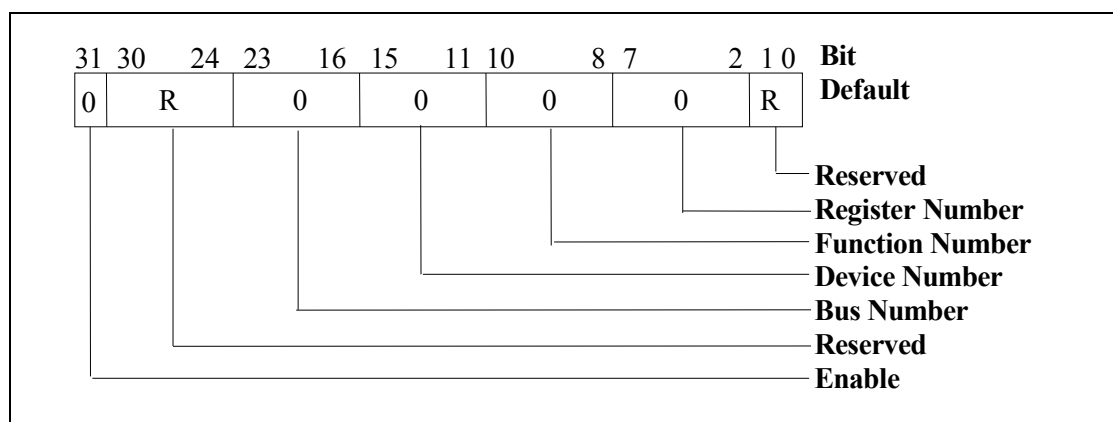 31 30 24 23 16 15 11 10 8 7 2 1 0 Bit
0 R 0 0 0 0 R Default
Reserved
Register Number
Function Number
Device Number
Bus Number
Reserved
Enable